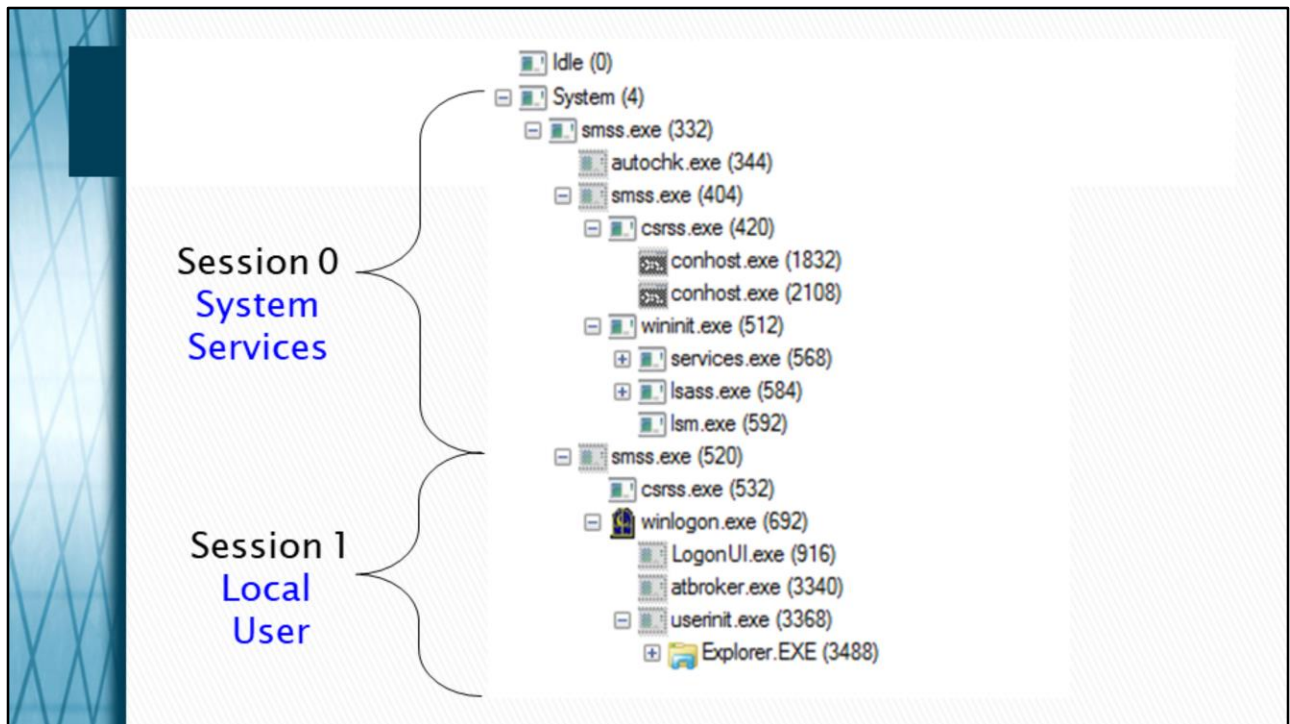 Idle (0)
System (4)
smss.exe (332)
autochk.exe (344)
smss.exe (404)
csrss.exe (420)
conhost.exe (1832)
conhost.exe (2108)
wininit.exe (512)
services.exe (568)
lsass.exe (584)
lsm.exe (592)
smss.exe (520)
csrss.exe (532)
winlogon.exe (692)
LogonUI.exe (916)
atbroker.exe (3340)
userinit.exe (3368)
Explorer.EXE (3488)
Session 0
System
Services
Session 1
Local
User